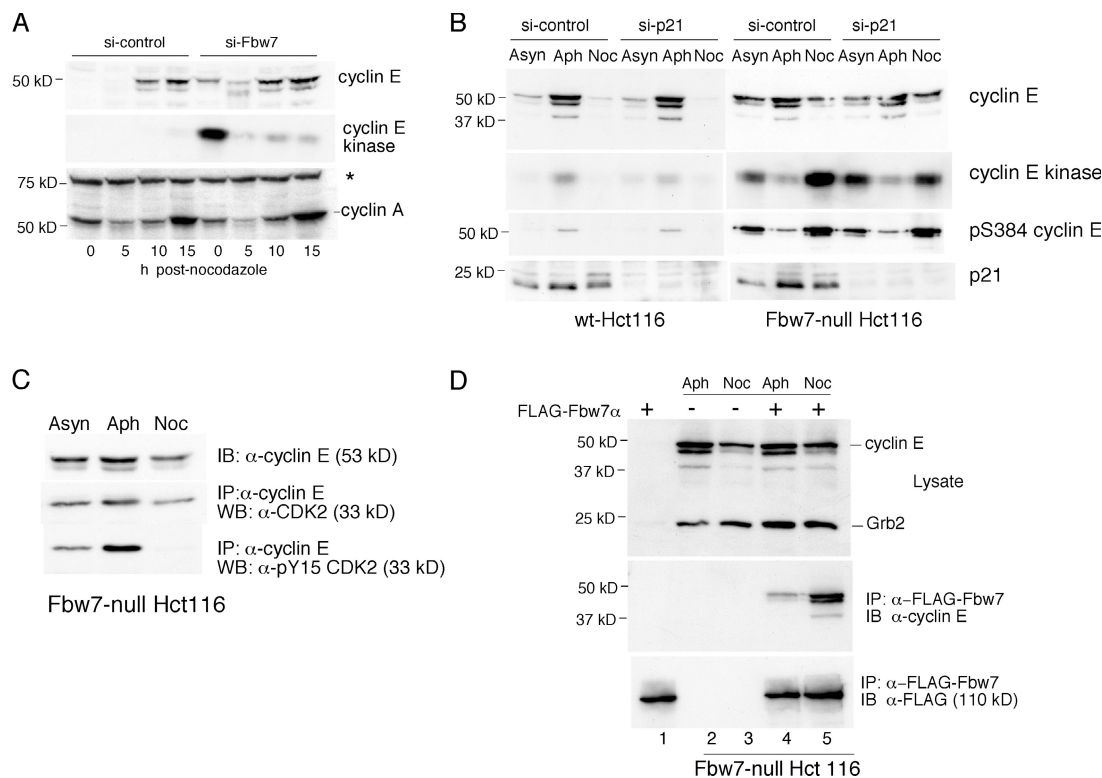 A
si-control si-Fbw7
50 kD
cyclin E
cyclin E
kinase
75 kD
*
cyclin A
50 kD
0 5 10 15 0 5 10 15
h post-nocodazole
B
si-control si-p21 si-control si-p21
Asyn Aph Noc Asyn Aph Noc Asyn Aph Noc Asyn Aph Noc
50 kD
cyclin E
37 kD
cyclin E kinase
50 kD
pS384 cyclin E
25 kD
p21
wt-Hct116 Fbw7-null Hct116
C
Asyn Aph Noc
IB: α-cyclin E (53 kD)
IP:α-cyclin E
WB: α-CDK2 (33 kD)
IP: α-cyclin E
WB: α-pY15 CDK2 (33 kD)
Fbw7-null Hct116
D
Aph Noc Aph Noc
FLAG-Fbw7α + - - + +
50 kD
cyclin E
37 kD
Lysate
25 kD
Grb2
50 kD
IP: α–FLAG-Fbw7
IB α-cyclin E
37 kD
IP: α–FLAG-Fbw7
IB α-FLAG (110 kD)
1 2 3 4 5
Fbw7-null Hct 116